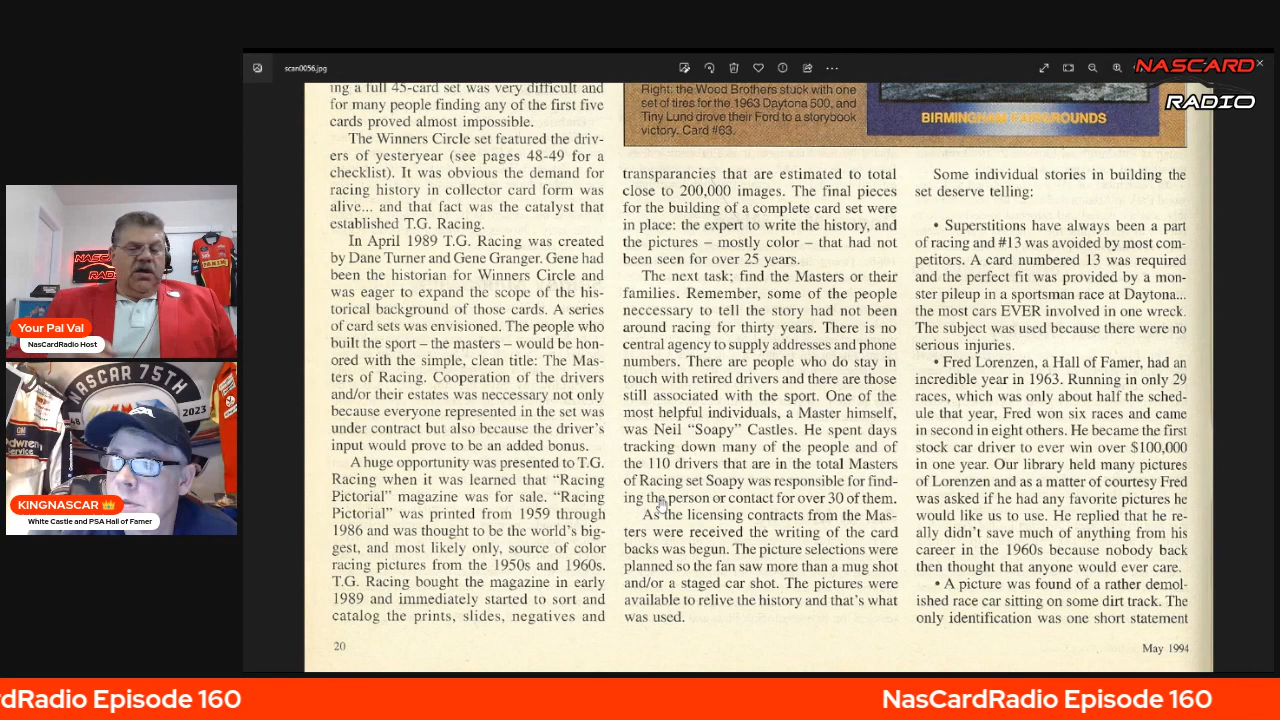 scan0056.jpg
NASCARD
RADIO
ing a full 45-card set was very difficult and
for many people finding any of the first five
cards proved almost impossible.
The Winners Circle set featured the driv-
ers of yesteryear (see pages 48-49 for a
checklist). It was obvious the demand for
racing history in collector card form was
alive... and that fact was the catalyst that
established T.G. Racing.
In April 1989 T.G. Racing was created
by Dane Turner and Gene Granger. Gene had
been the historian for Winners Circle and
was eager to expand the scope of the his-
torical background of those cards. A series
of card sets was envisioned. The people who
built the sport – the masters – would be hon-
ored with the simple, clean title: The Mas-
ters of Racing. Cooperation of the drivers
and/or their estates was neccessary not only
because everyone represented in the set was
under contract but also because the driver's
input would prove to be an added bonus.
A huge opportunity was presented to T.G.
Racing when it was learned that “Racing
Pictorial” magazine was for sale. “Racing
Pictorial” was printed from 1959 through
1986 and was thought to be the world's big-
gest, and most likely only, source of color
racing pictures from the 1950s and 1960s.
T.G. Racing bought the magazine in early
1989 and immediately started to sort and
catalog the prints, slides, negatives and
20
Right: the Wood Brothers stuck with one
set of tires for the 1963 Daytona 500, and
Tiny Lund drove their Ford to a storybook
victory. Card #63.
BIRMINGHAM FAIRGROUNDS
transparancies that are estimated to total
close to 200,000 images. The final pieces
for the building of a complete card set were
in place: the expert to write the history, and
the pictures – mostly color – that had not
been seen for over 25 years.
The next task; find the Masters or their
families. Remember, some of the people
neccessary to tell the story had not been
around racing for thirty years. There is no
central agency to supply addresses and phone
numbers. There are people who do stay in
touch with retired drivers and there are those
still associated with the sport. One of the
most helpful individuals, a Master himself,
was Neil “Soapy” Castles. He spent days
tracking down many of the people and of
the 110 drivers that are in the total Masters
of Racing set Soapy was responsible for find-
ing the person or contact for over 30 of them.
As the licensing contracts from the Mas-
ters were received the writing of the card
backs was begun. The picture selections were
planned so the fan saw more than a mug shot
and/or a staged car shot. The pictures were
available to relive the history and that's what
was used.
Some individual stories in building the
set deserve telling:
• Superstitions have always been a part
of racing and #13 was avoided by most com-
petitors. A card numbered 13 was required
and the perfect fit was provided by a mon-
ster pileup in a sportsman race at Daytona...
the most cars EVER involved in one wreck.
The subject was used because there were no
serious injuries.
• Fred Lorenzen, a Hall of Famer, had an
incredible year in 1963. Running in only 29
races, which was only about half the sched-
ule that year, Fred won six races and came
in second in eight others. He became the first
stock car driver to ever win over $100,000
in one year. Our library held many pictures
of Lorenzen and as a matter of courtesy Fred
was asked if he had any favorite pictures he
would like us to use. He replied that he re-
ally didn't save much of anything from his
career in the 1960s because nobody back
then thought that anyone would ever care.
• A picture was found of a rather demol-
ished race car sitting on some dirt track. The
only identification was one short statement
May 1994
Your Pal Val
NasCardRadio Host
NASCAR 75TH
2023
GM
Goodwrench
Service
KINGNASCAR
White Castle and PSA Hall of Famer
rdRadio Episode 160
NasCardRadio Episode 160